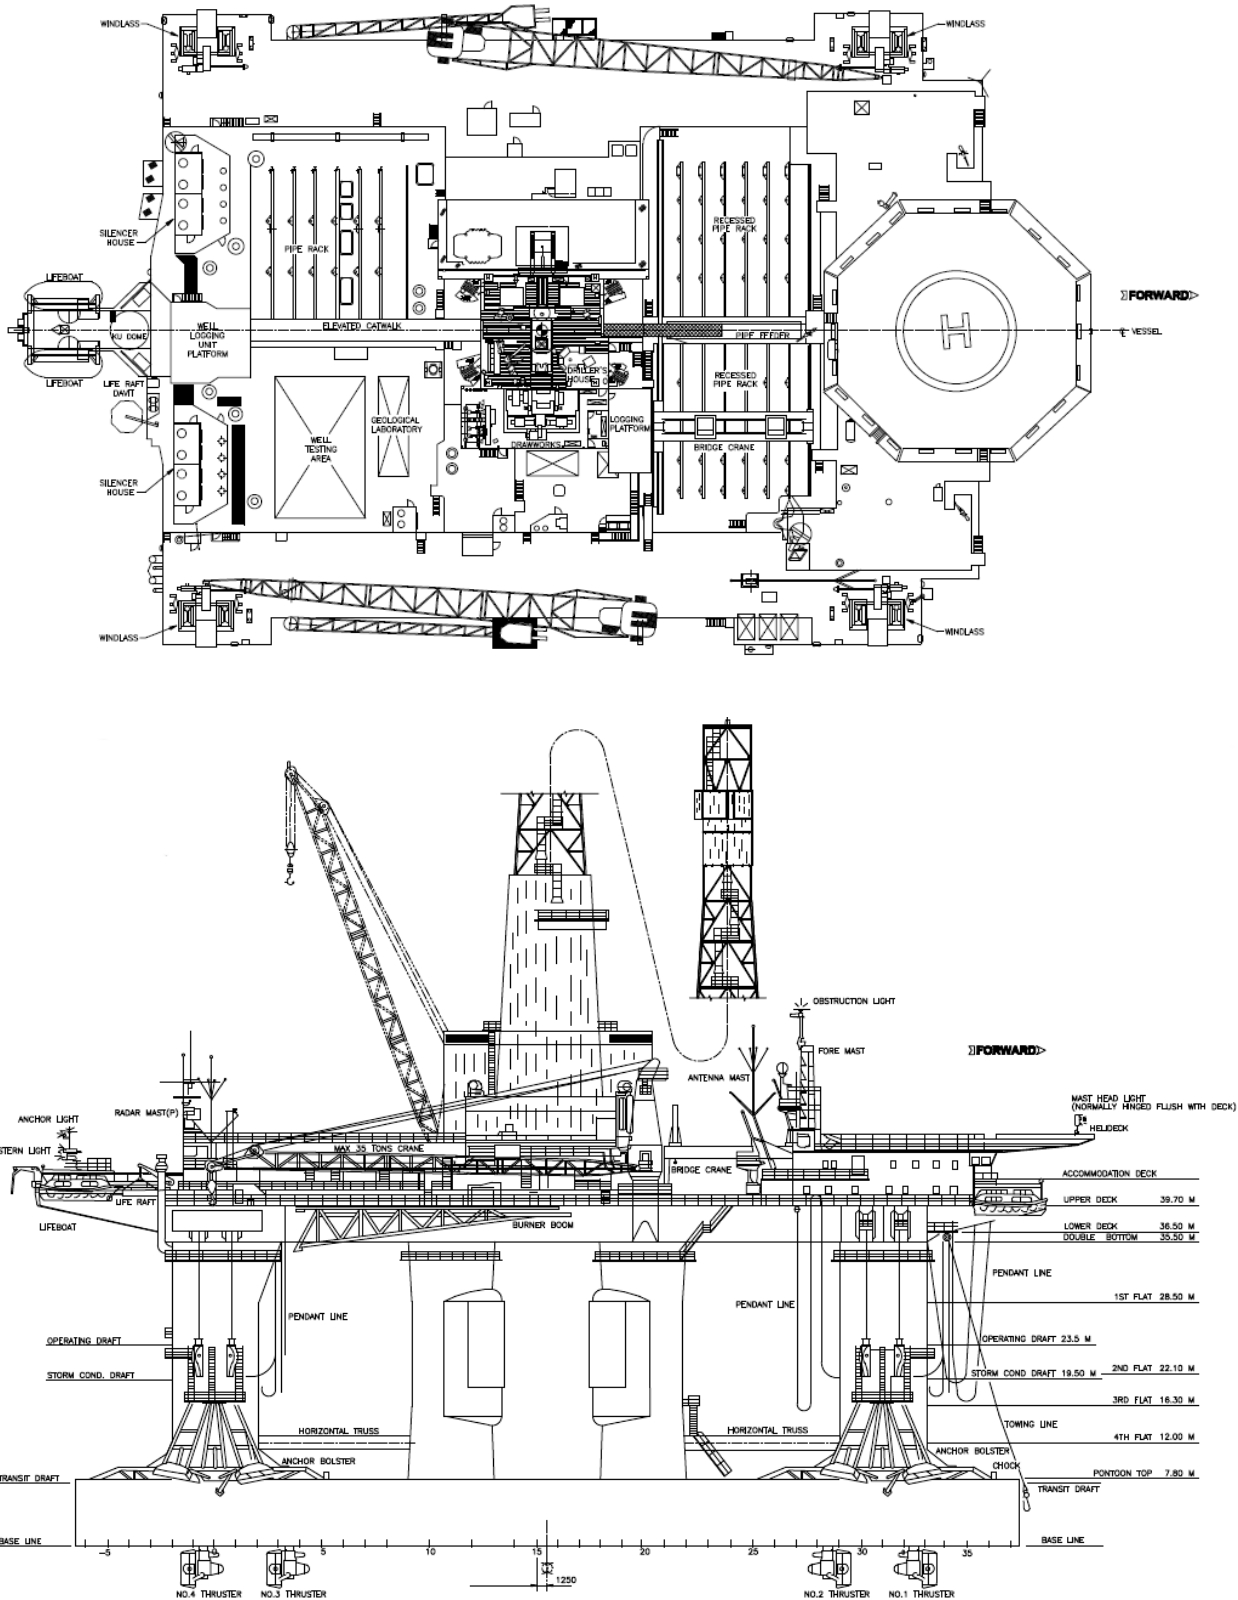 WINDLASS
WINDLASS
SILENCER
HOUSE
PIPE RACK
RECESSED
PIPE RACK
LIFEBOAT
KU DOME
WELL
LOGGING
UNIT
PLATFORM
ELEVATED CATWALK
PIPE FEEDER
H
FORWARD
℄ VESSEL
LIFEBOAT
LIFE RAFT
DAVIT
DRILLER'S
HOUSE
RECESSED
PIPE RACK
GEOLOGICAL
LABORATORY
LOGGING
PLATFORM
WELL
TESTING
AREA
DRAWWORKS
BRIDGE CRANE
SILENCER
HOUSE
WINDLASS
WINDLASS
OBSTRUCTION LIGHT
FORE MAST
FORWARD
ANTENNA MAST
MAST HEAD LIGHT
(NORMALLY HINGED FLUSH WITH DECK)
HELIDECK
RADAR MAST(P)
ANCHOR LIGHT
STERN LIGHT
MAX 35 TONS CRANE
BRIDGE CRANE
ACCOMMODATION DECK
LIFE RAFT
UPPER DECK 39.70 M
LIFEBOAT
BURNER BOOM
LOWER DECK 36.50 M
DOUBLE BOTTOM 35.50 M
PENDANT LINE
1ST FLAT 28.50 M
PENDANT LINE
PENDANT LINE
OPERATING DRAFT
OPERATING DRAFT 23.5 M
STORM COND. DRAFT
STORM COND DRAFT 19.50 M
2ND FLAT 22.10 M
3RD FLAT 16.30 M
TOWING LINE
HORIZONTAL TRUSS
HORIZONTAL TRUSS
4TH FLAT 12.00 M
ANCHOR BOLSTER
ANCHOR BOLSTER
CHOCK
TRANSIT DRAFT
PONTOON TOP 7.80 M
TRANSIT DRAFT
BASE LINE
BASE LINE
-5 0 5 10 15 20 25 30 35
1250
NO.4 THRUSTER
NO.3 THRUSTER
NO.2 THRUSTER
NO.1 THRUSTER